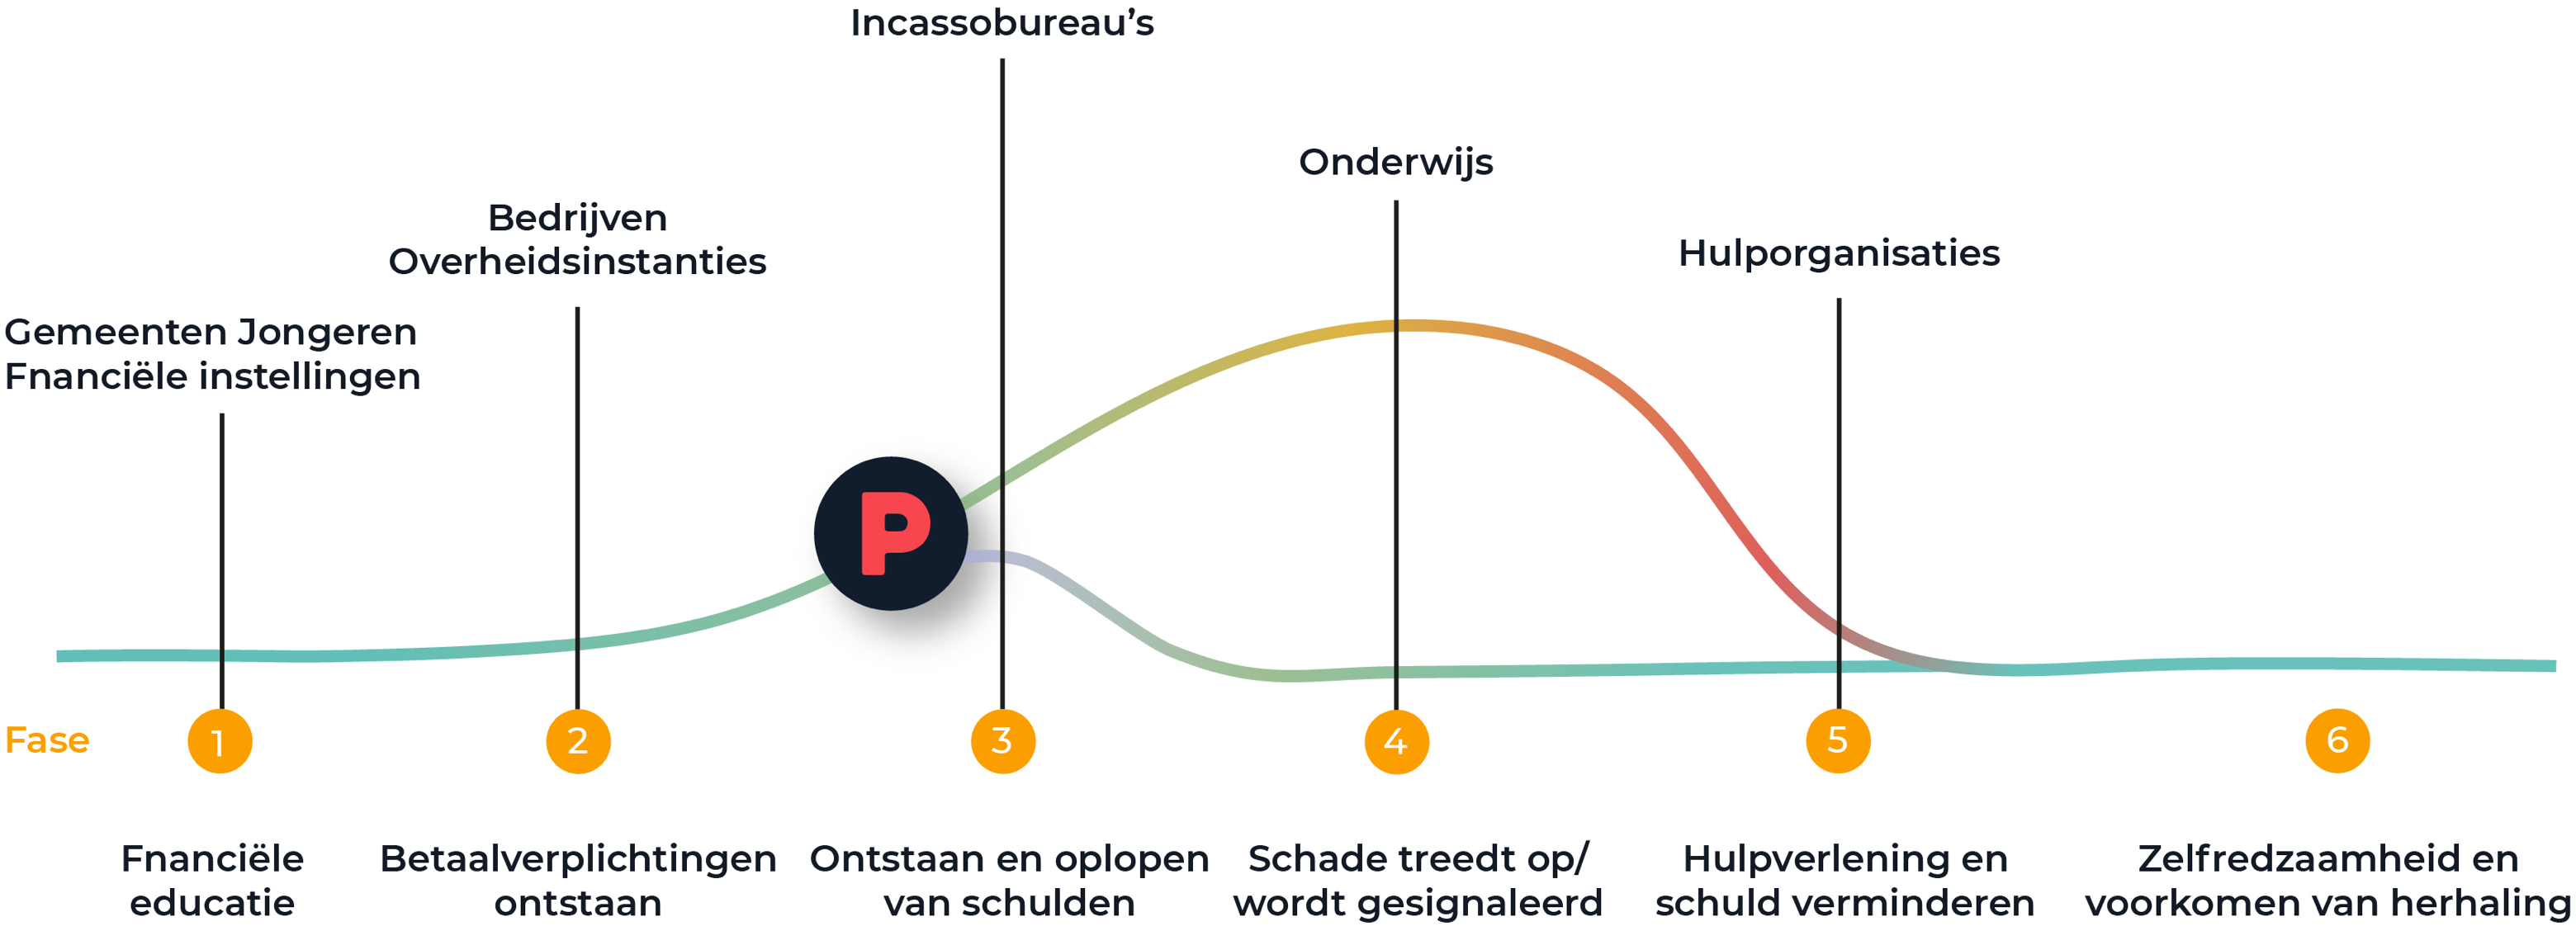 Incassobureau’s
Onderwijs
Bedrijven
Overheidsinstanties
Hulporganisaties
Gemeenten Jongeren
Fnanciële instellingen
P
Fase
1
2
3
4
5
6
Fnanciële
educatie
Betaalverplichtingen
ontstaan
Ontstaan en oplopen
van schulden
Schade treedt op/
wordt gesignaleerd
Hulpverlening en
schuld verminderen
Zelfredzaamheid en
voorkomen van herhaling